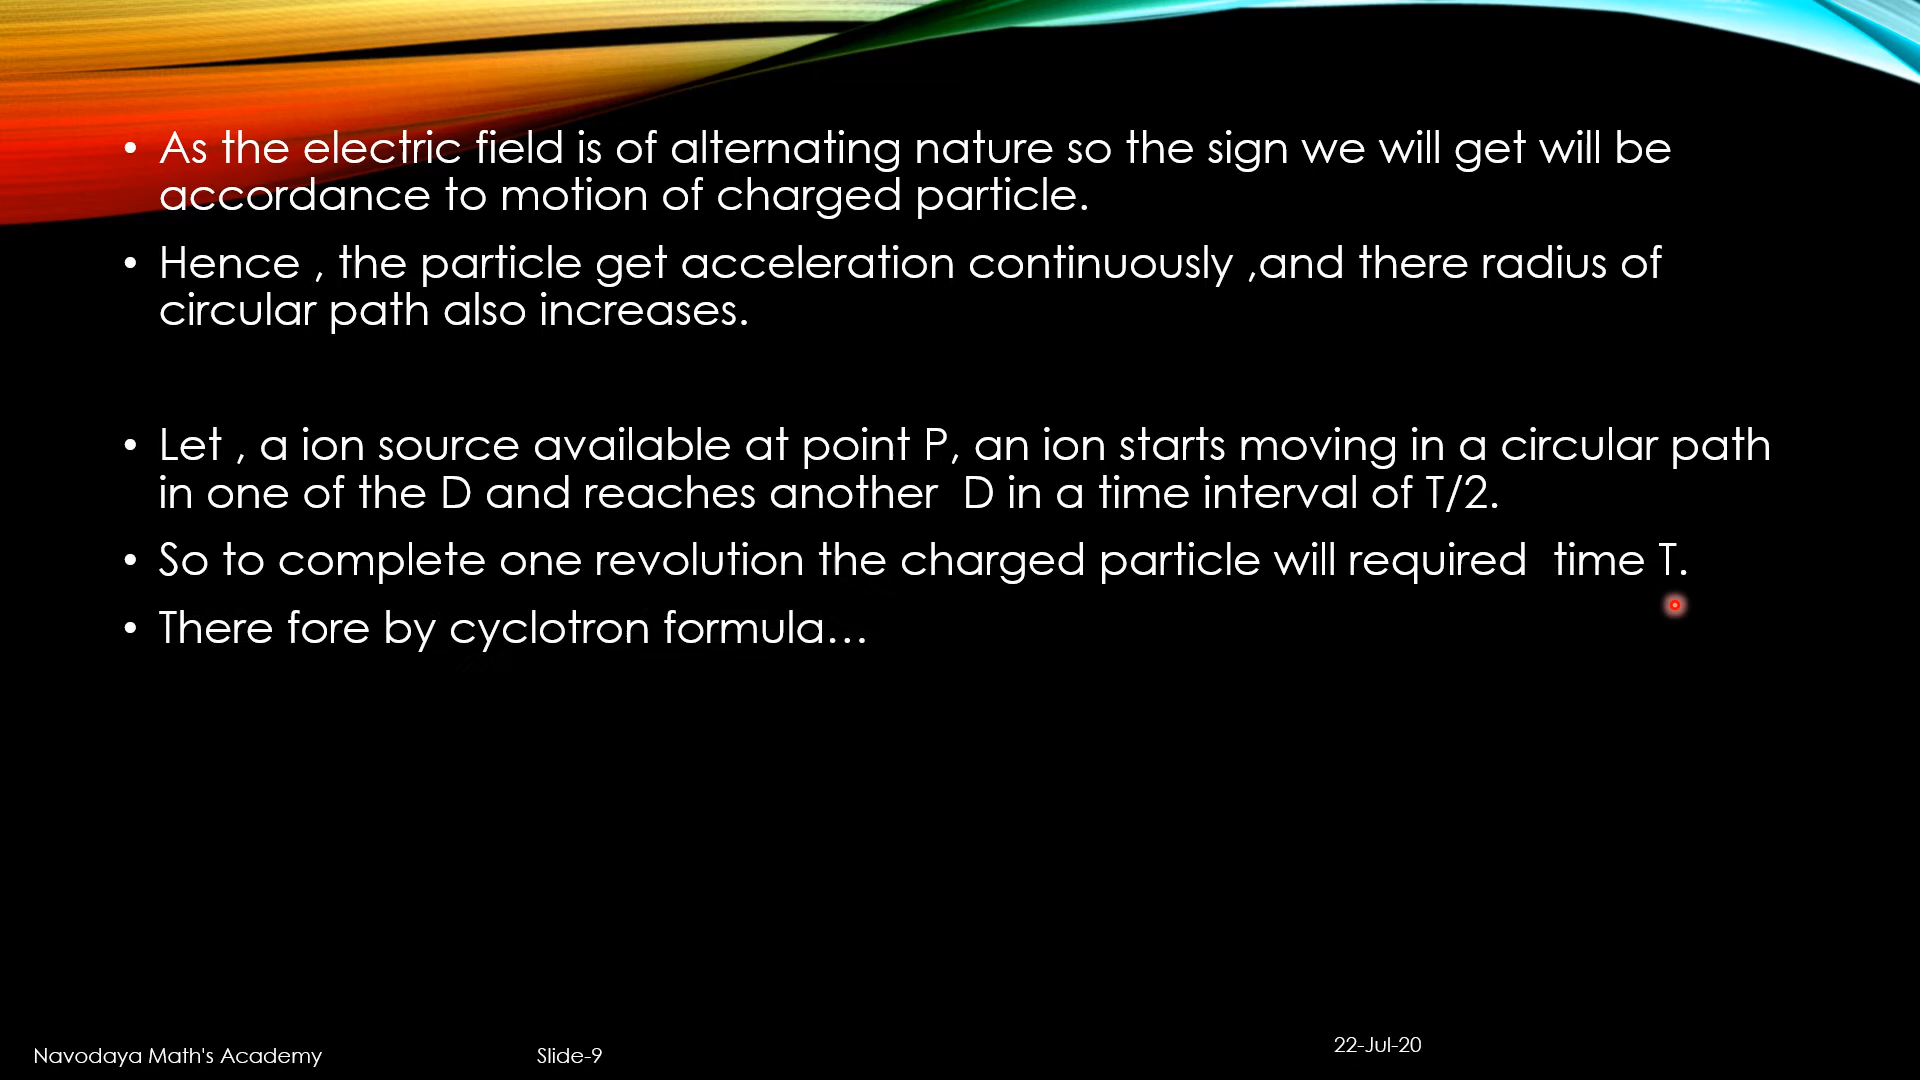 • As the electric field is of alternating nature so the sign we will get will be
accordance to motion of charged particle.
• Hence , the particle get acceleration continuously ,and there radius of
circular path also increases.
• Let , a ion source available at point P, an ion starts moving in a circular path
in one of the D and reaches another  D in a time interval of T/2.
• So to complete one revolution the charged particle will required  time T.
• There fore by cyclotron formula…
Navodaya Math's Academy
Slide-9
22-Jul-20